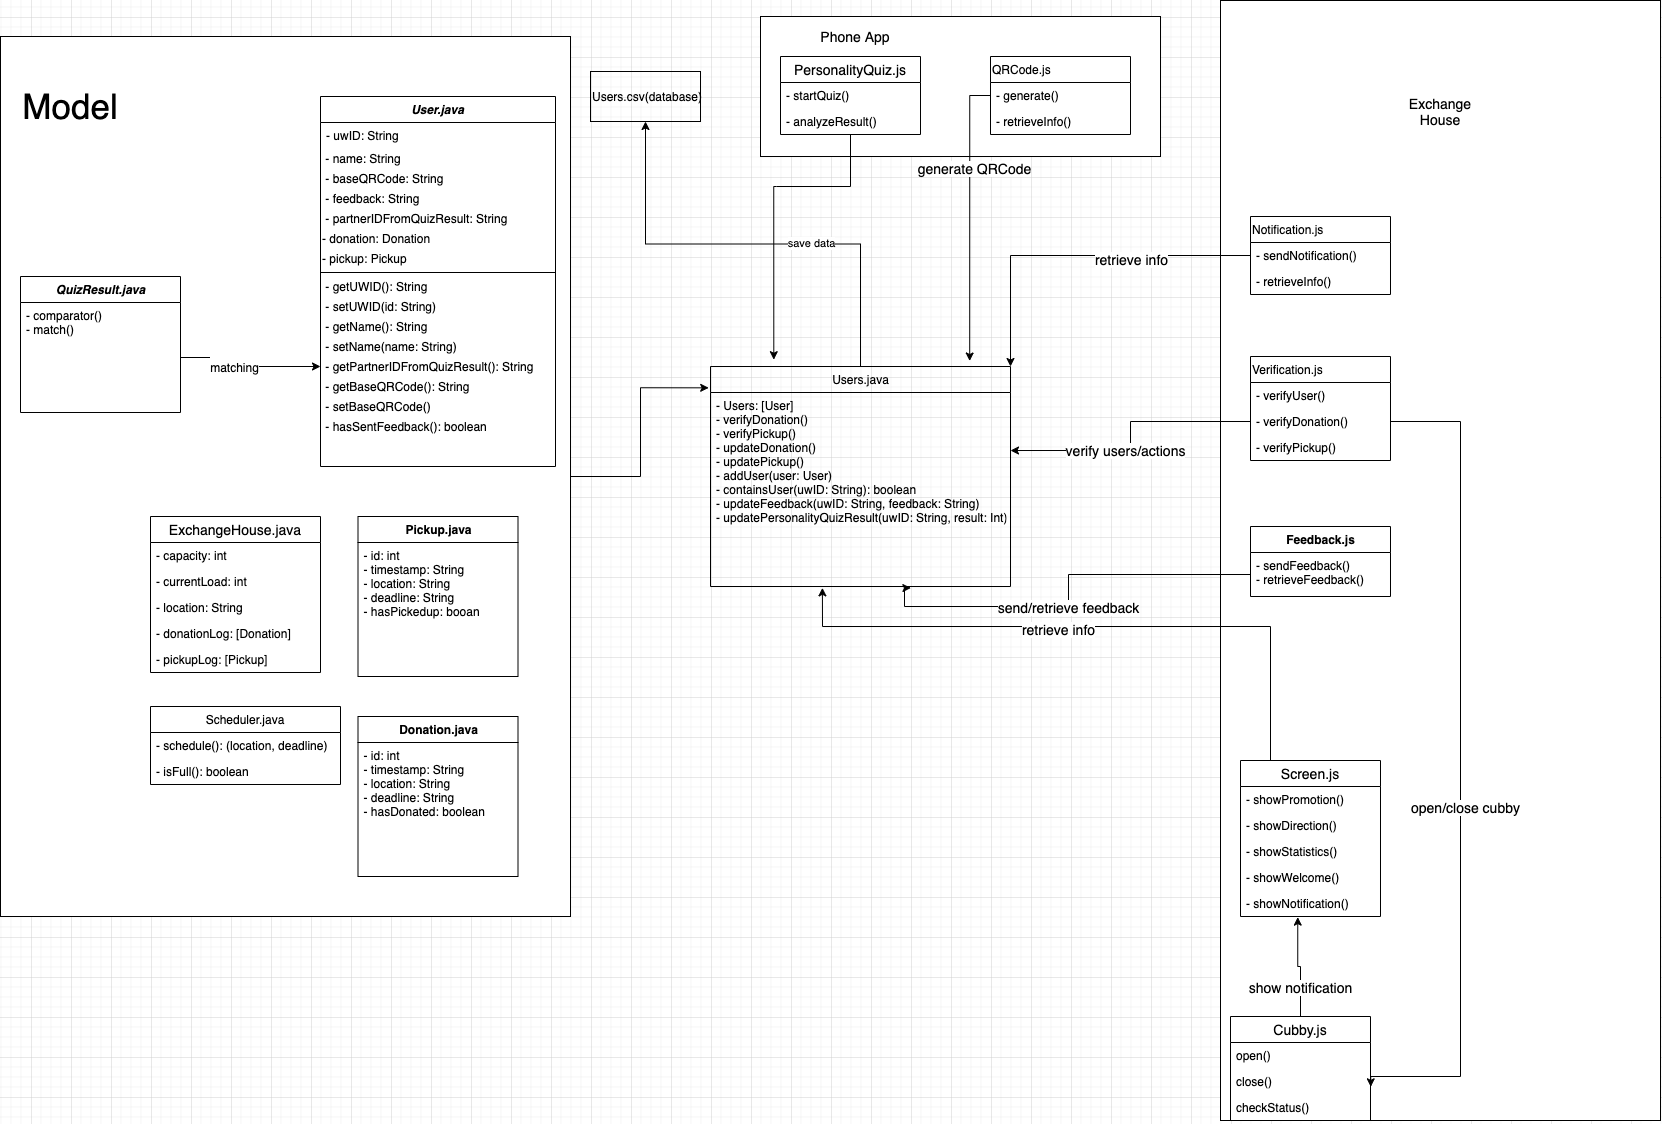 Model
User.java
- uwID: String
- name: String
- baseQRCode: String
- feedback: String
- partnerIDFromQuizResult: String
- donation: Donation
- pickup: Pickup
- getUWID(): String
- setUWID(id: String)
- getName(): String
- setName(name: String)
- getPartnerIDFromQuizResult(): String
- getBaseQRCode(): String
- setBaseQRCode()
- hasSentFeedback(): boolean
QuizResult.java
- comparator()
- match()
matching
ExchangeHouse.java
- capacity: int
- currentLoad: int
- location: String
- donationLog: [Donation]
- pickupLog: [Pickup]
Pickup.java
- id: int
- timestamp: String
- location: String
- deadline: String
- hasPickedup: booan
Scheduler.java
- schedule(): (location, deadline)
- isFull(): boolean
Donation.java
- id: int
- timestamp: String
- location: String
- deadline: String
- hasDonated: boolean
Users.csv(database)
save data
Phone App
PersonalityQuiz.js
- startQuiz()
- analyzeResult()
QRCode.js
- generate()
- retrieveInfo()
generate QRCode
Users.java
- Users: [User]
- verifyDonation()
- verifyPickup()
- updateDonation()
- updatePickup()
- addUser(user: User)
- containsUser(uwID: String): boolean
- updateFeedback(uwID: String, feedback: String)
- updatePersonalityQuizResult(uwID: String, result: Int)
retrieve info
verify users/actions
send/retrieve feedback
retrieve info
Exchange
House
Notification.js
- sendNotification()
- retrieveInfo()
Verification.js
- verifyUser()
- verifyDonation()
- verifyPickup()
Feedback.js
- sendFeedback()
- retrieveFeedback()
Screen.js
- showPromotion()
- showDirection()
- showStatistics()
- showWelcome()
- showNotification()
open/close cubby
show notification
Cubby.js
open()
close()
checkStatus()